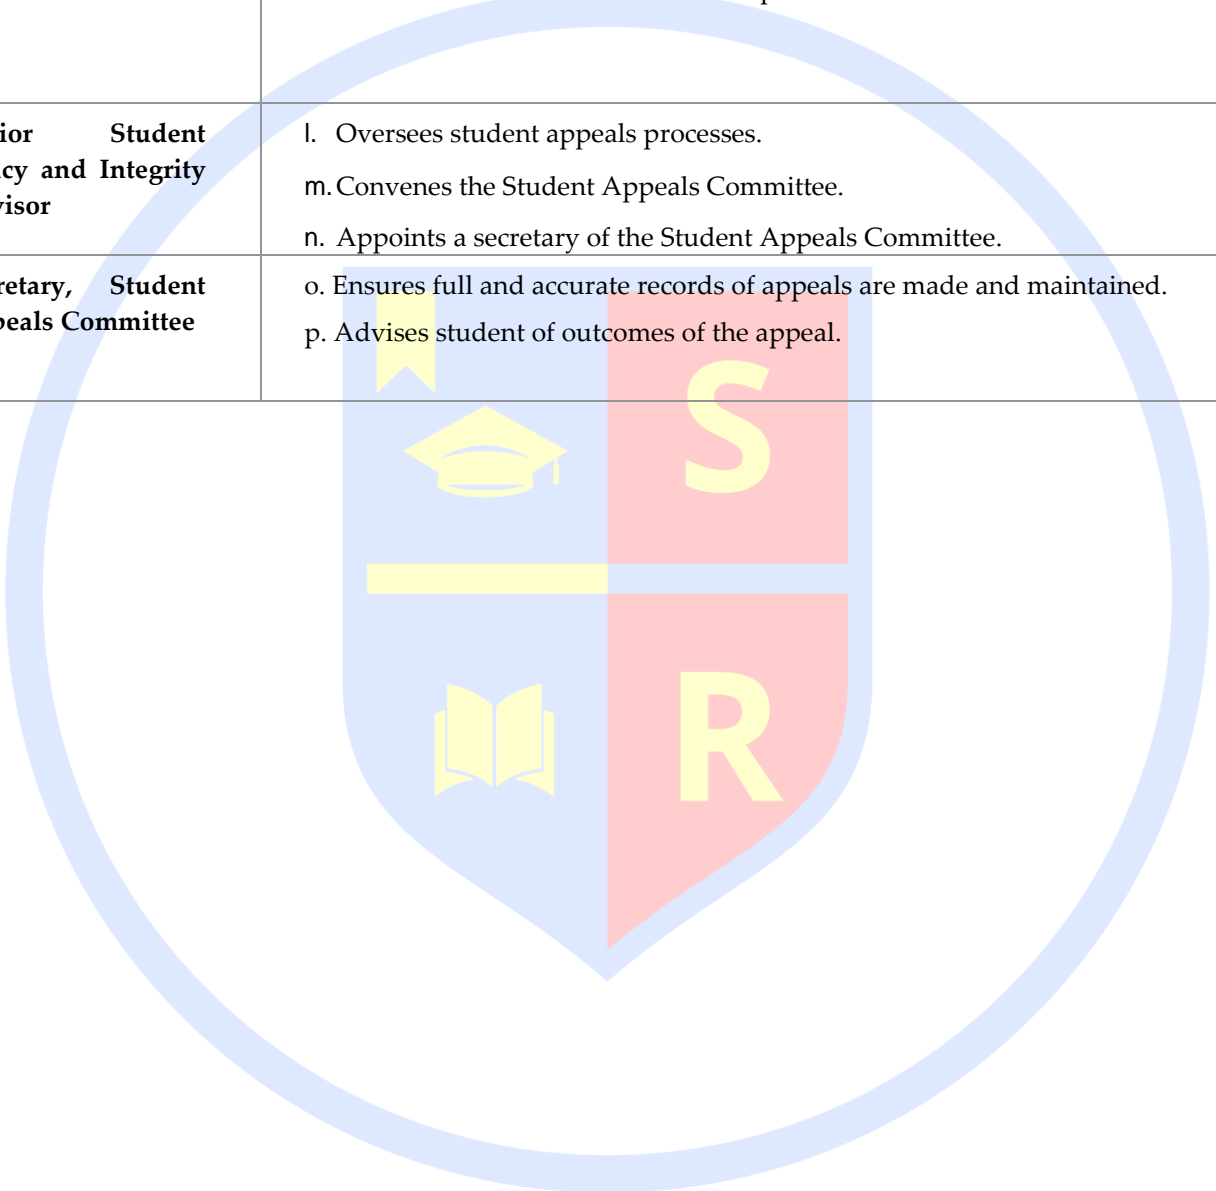 ior Student
cy and Integrity
visor
l. Oversees student appeals processes.
m. Convenes the Student Appeals Committee.
n. Appoints a secretary of the Student Appeals Committee.
retary, Student
peals Committee
o. Ensures full and accurate records of appeals are made and maintained.
p. Advises student of outcomes of the appeal.
S
R